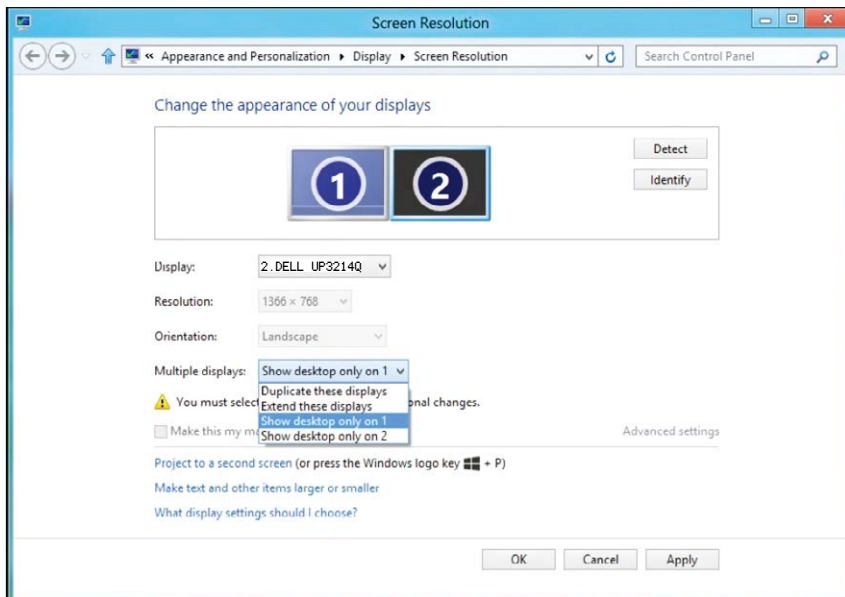 Screen Resolution
« Appearance and Personalization ▸ Display ▸ Screen Resolution
Search Control Panel
Change the appearance of your displays
1 2
Detect
Identify
Display: 2.DELL UP3214Q
Resolution: 1366 × 768
Orientation: Landscape
Multiple displays: Show desktop only on 1
Duplicate these displays
You must selec onal changes.
Extend these displays
Show desktop only on 1
Make this my m
Show desktop only on 2
Advanced settings
Project to a second screen (or press the Windows logo key + P)
Make text and other items larger or smaller
What display settings should I choose?
OK Cancel Apply